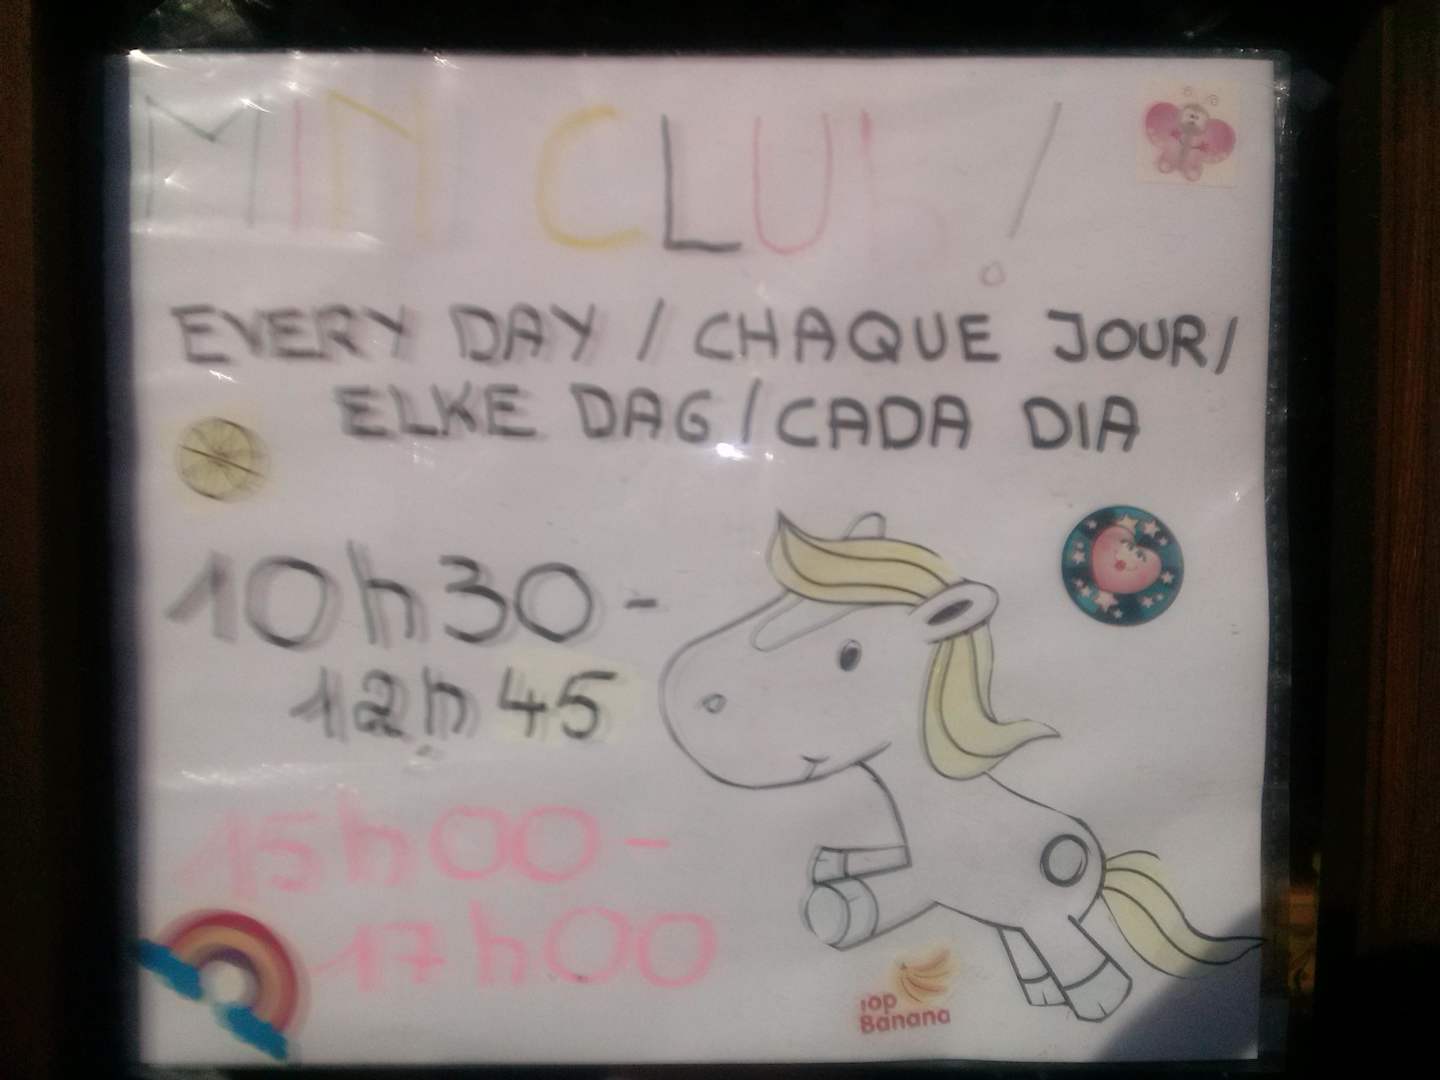 MINI CLUB!
EVERY DAY / CHAQUE JOUR/
ELKE DAG/CADA DIA
10h30-
12h45
15h00-
17h00
Top
Banana